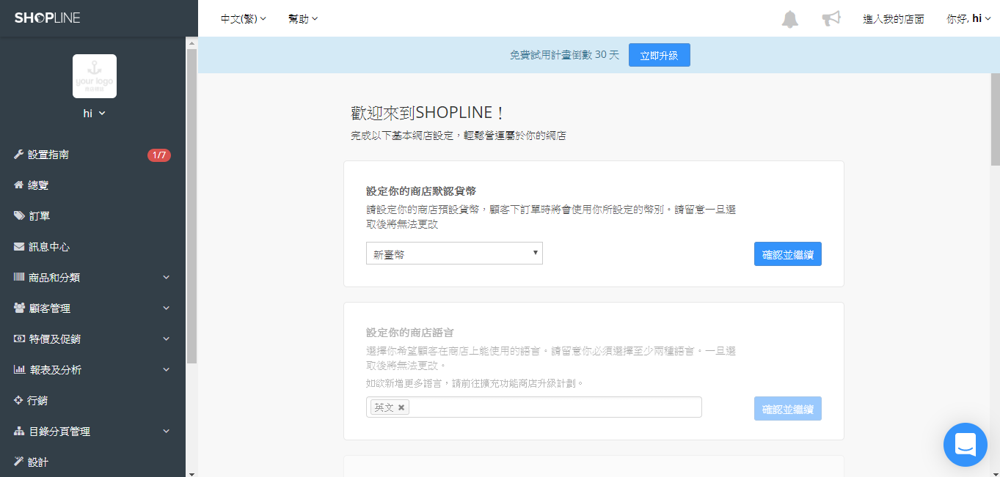 SHOPLINE
中文(繁)
幫助
進入我的店面
你好, hi
免費試用計畫倒數 30 天
立即升級
your logo
hi
設置指南
1/7
總覽
訂單
訊息中心
商品和分類
顧客管理
特價及促銷
報表及分析
行銷
目錄分頁管理
設計
歡迎來到SHOPLINE！
完成以下基本網店設定，輕鬆營運屬於你的網店
設定你的商店默認貨幣
請設定你的商店預設貨幣，顧客下訂單時將會使用你所設定的幣別。請留意一旦選
取後將無法更改
新臺幣
確認並繼續
設定你的商店語言
選擇你希望顧客在商店上能使用的語言。請留意你必須選擇至少兩種語言。一旦選
取後將無法更改。
如欲新增更多語言，請前往擴充功能商店升級計劃。
英文 ✖
確認並繼續